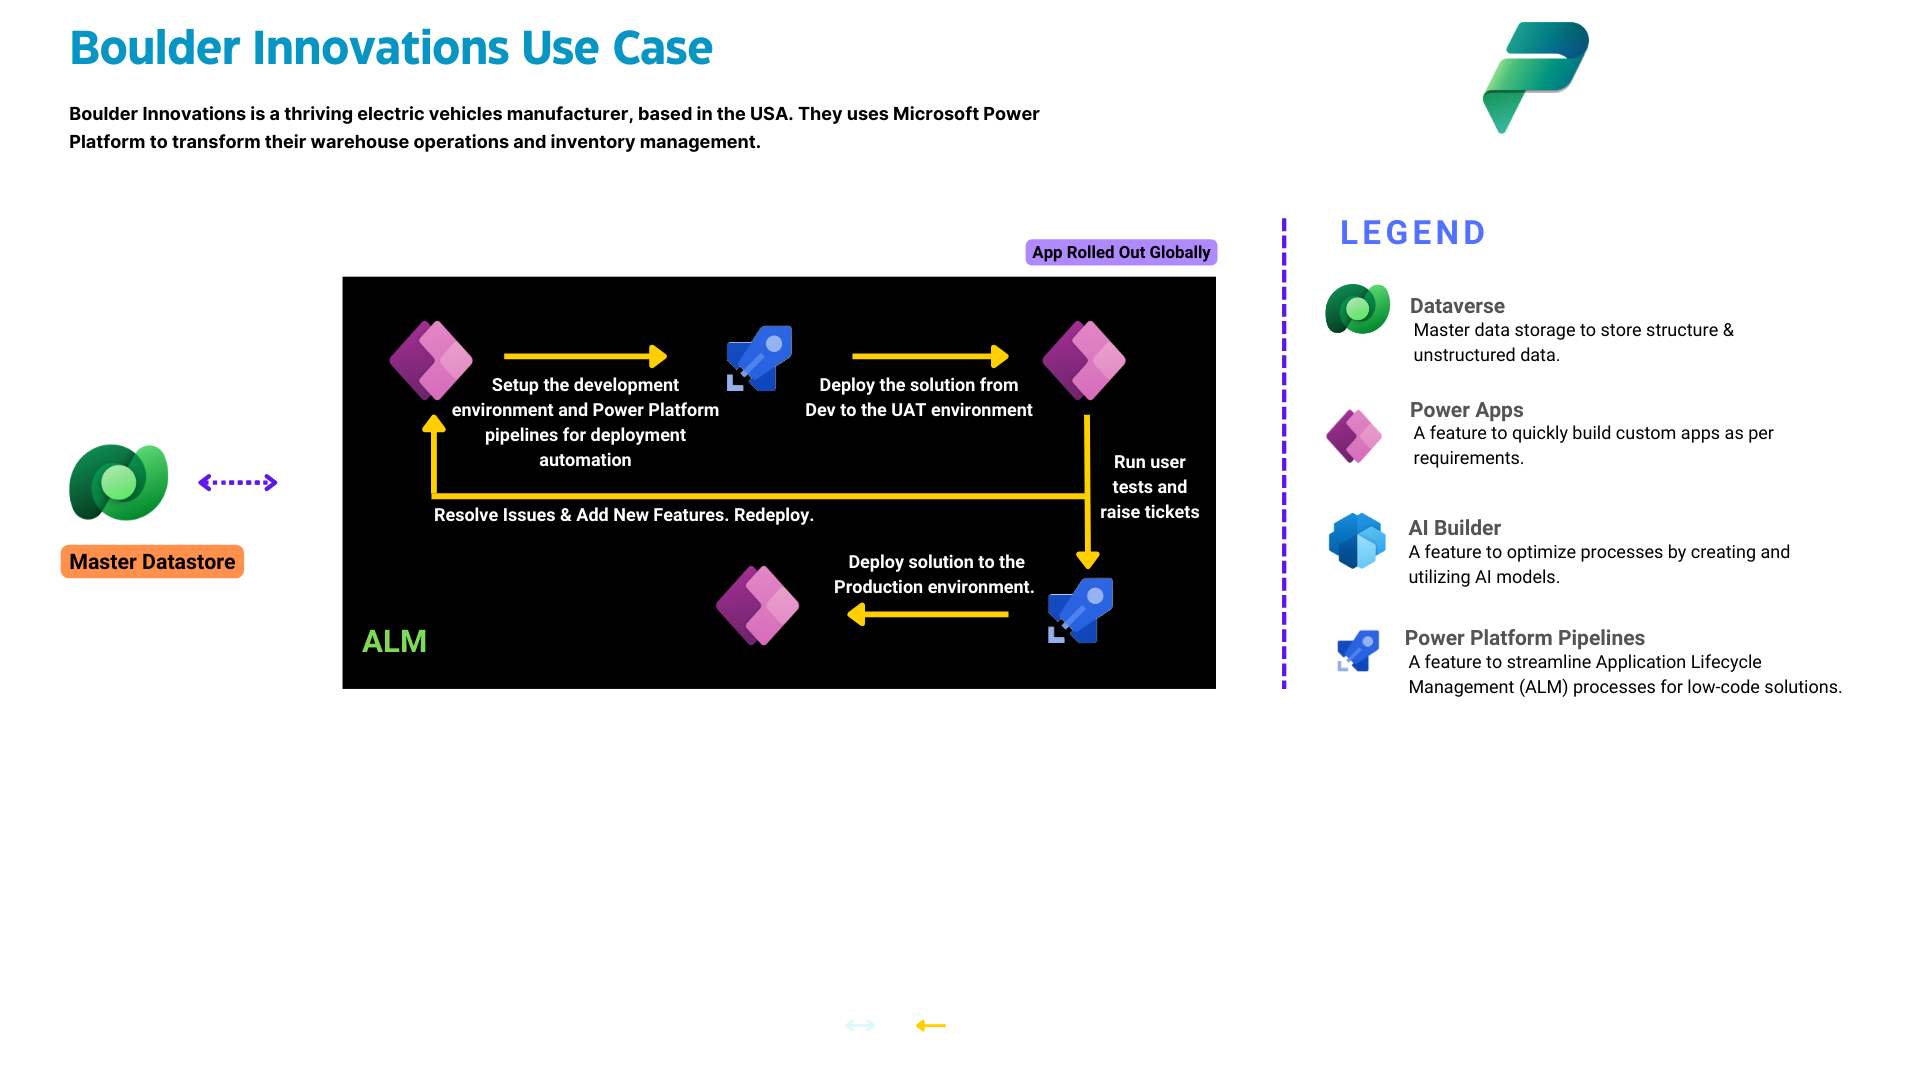 Boulder Innovations Use Case
Boulder Innovations is a thriving electric vehicles manufacturer, based in the USA. They uses Microsoft Power
Platform to transform their warehouse operations and inventory management.
App Rolled Out Globally
Setup the development
environment and Power Platform
pipelines for deployment
automation
Deploy the solution from
Dev to the UAT environment
Run user
tests and
raise tickets
Resolve Issues & Add New Features. Redeploy.
Deploy solution to the
Production environment.
ALM
Master Datastore
LEGEND
Dataverse
Master data storage to store structure &
unstructured data.
Power Apps
A feature to quickly build custom apps as per
requirements.
AI Builder
A feature to optimize processes by creating and
utilizing AI models.
Power Platform Pipelines
A feature to streamline Application Lifecycle
Management (ALM) processes for low-code solutions.